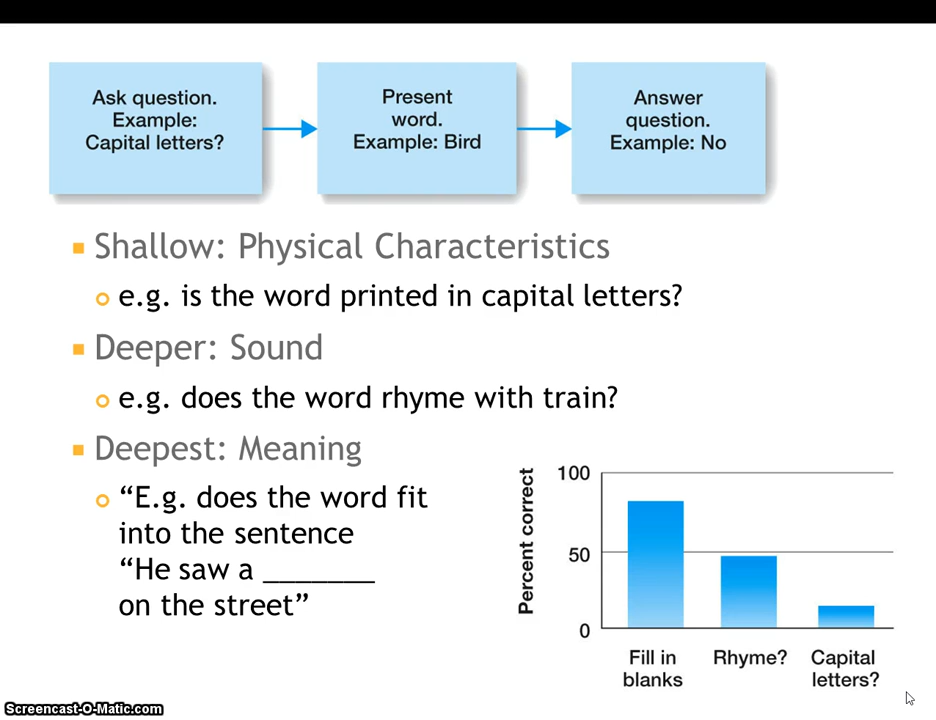 Ask question.
Example:
Capital letters?
Present
word.
Example: Bird
Answer
question.
Example: No
Shallow: Physical Characteristics
e.g. is the word printed in capital letters?
Deeper: Sound
e.g. does the word rhyme with train?
Deepest: Meaning
“E.g. does the word fit
into the sentence
“He saw a _______
on the street”
Percent correct
100
50
0
Fill in
blanks
Rhyme?
Capital
letters?
Screencast-O-Matic.com